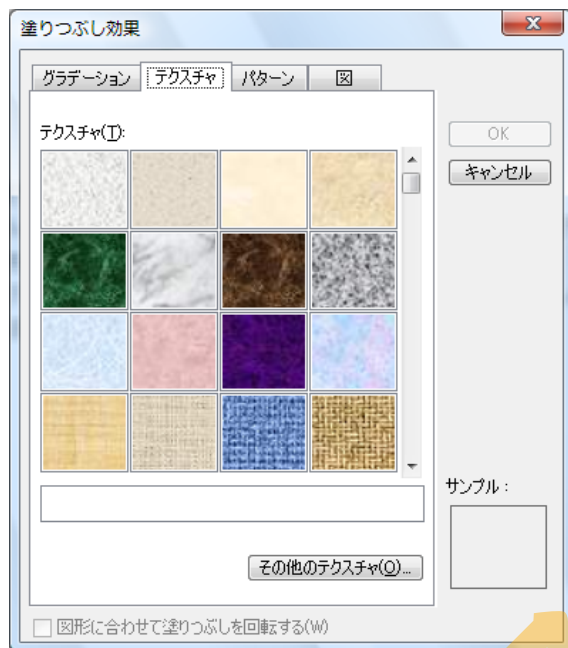 塗りつぶし効果
グラデーション テクスチャ パターン 図
テクスチャ(T):
OK
キャンセル
サンプル:
その他のテクスチャ(O)...
図形に合わせて塗りつぶしを回転する(W)